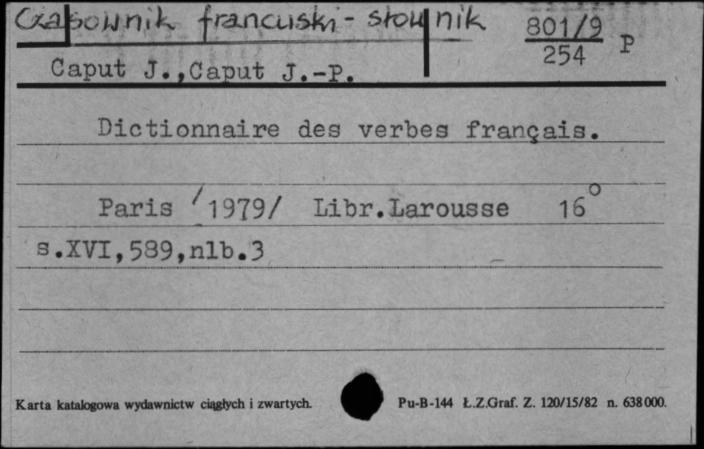 Czasownik francuski - słownik 801/9
254 P
Caput J.,Caput J.-P.
Dictionnaire des verbes français.
Paris /1979/ Libr.Larousse 16°
s.XVI,589,nlb.3
Karta katalogowa wydawnictw ciągłych i zwartych. Pu-B-144 Ł.Z.Graf. Z. 120/15/82 n. 638000.